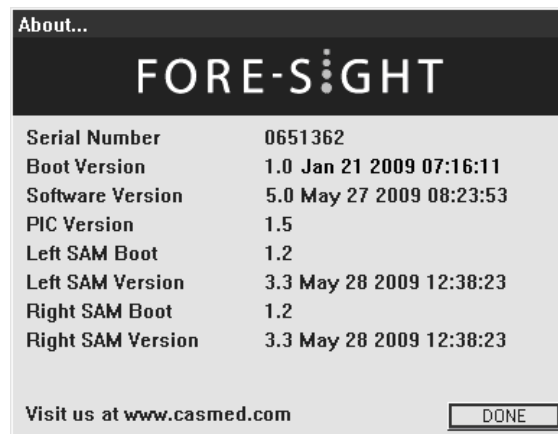 About...
FORE-SIGHT
Serial Number 0651362
Boot Version 1.0 Jan 21 2009 07:16:11
Software Version 5.0 May 27 2009 08:23:53
PIC Version 1.5
Left SAM Boot 1.2
Left SAM Version 3.3 May 28 2009 12:38:23
Right SAM Boot 1.2
Right SAM Version 3.3 May 28 2009 12:38:23
Visit us at www.casmed.com DONE